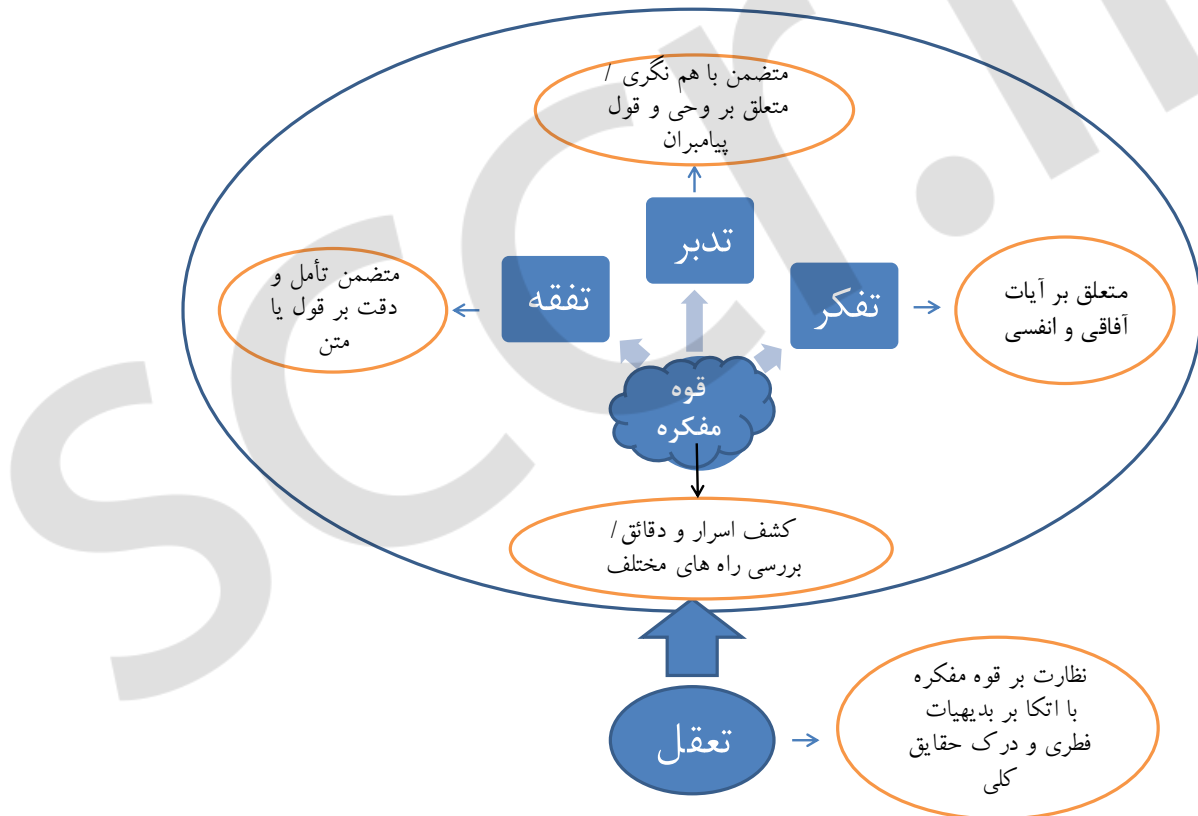 متضمن با هم نگری /
متعلق بر وحی و قول
پیامبران
تدبر
تفکر
تفقه
متعلق بر آیات
آفاقی و انفسی
متضمن تأمل و
دقت بر قول یا
متن
قوه
مفکره
کشف اسرار و دقائق/
بررسی راه های مختلف
تعقل
نظارت بر قوه مفکره
با اتکا بر بدیهیات
فطری و درک حقایق
کلی